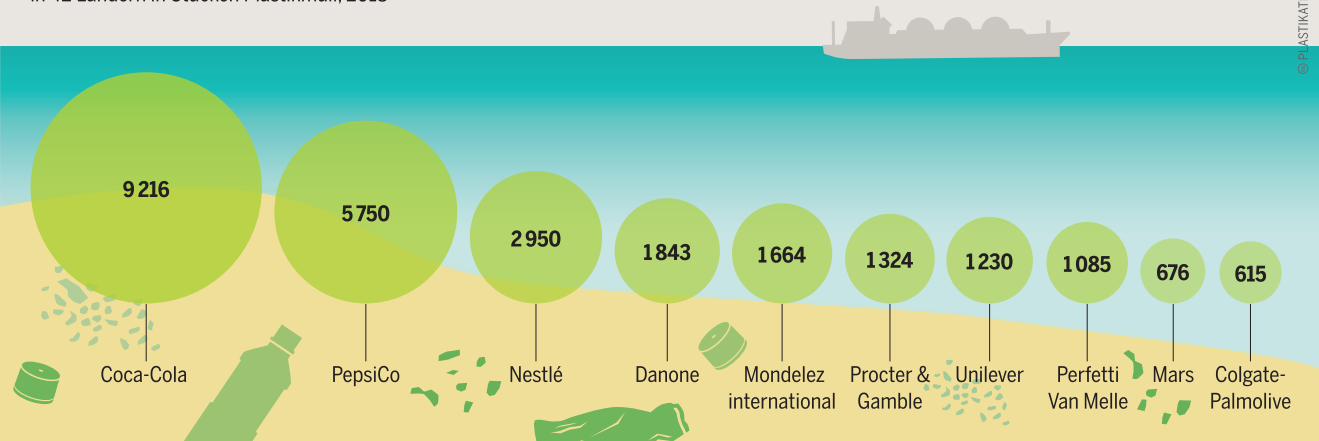 9 216
5 750
2 950
1 843
1 664
1 324
1 230
1 085
676
615
Coca-Cola
PepsiCo
Nestlé
Danone
Mondelez
international
Procter &
Gamble
Unilever
Perfetti
Van Melle
Mars
Colgate-
Palmolive